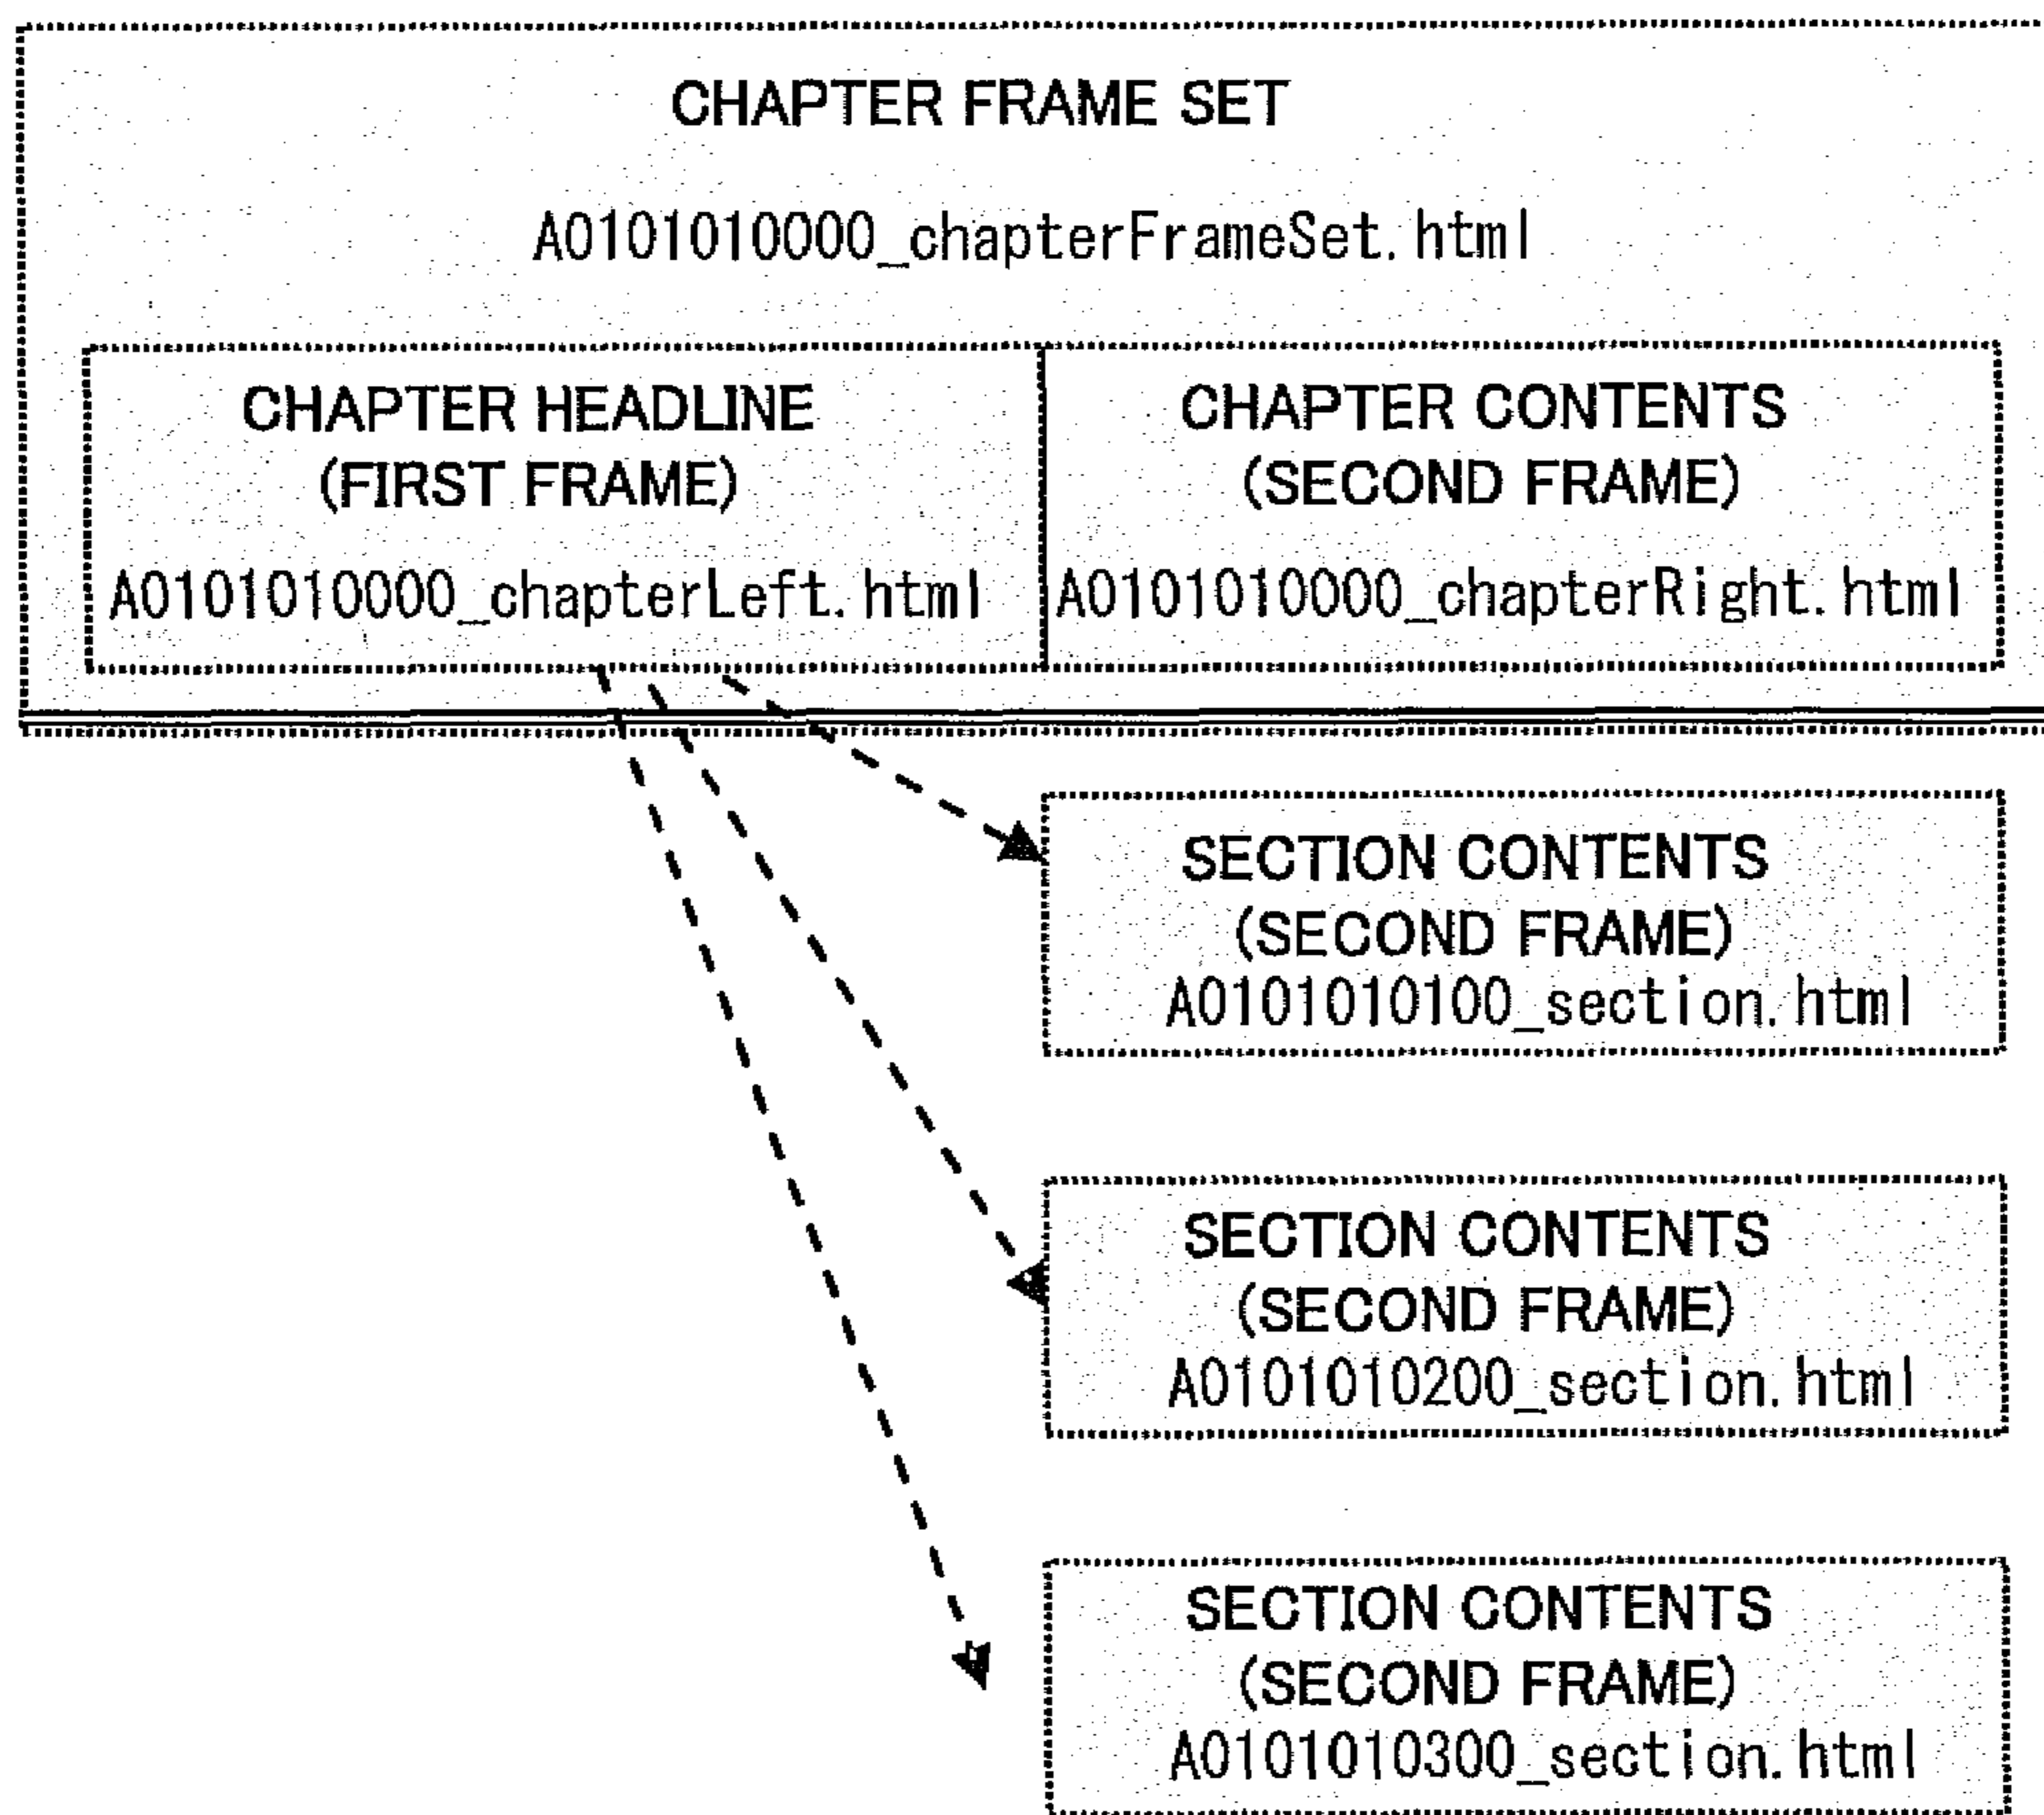 CHAPTER FRAME SET
A0101010000_chapterFrameSet.html
CHAPTER HEADLINE
(FIRST FRAME)
A0101010000_chapterLeft.html
CHAPTER CONTENTS
(SECOND FRAME)
A0101010000_chapterRight.html
SECTION CONTENTS
(SECOND FRAME)
A0101010100_section.html
SECTION CONTENTS
(SECOND FRAME)
A0101010200_section.html
SECTION CONTENTS
(SECOND FRAME)
A0101010300_section.html